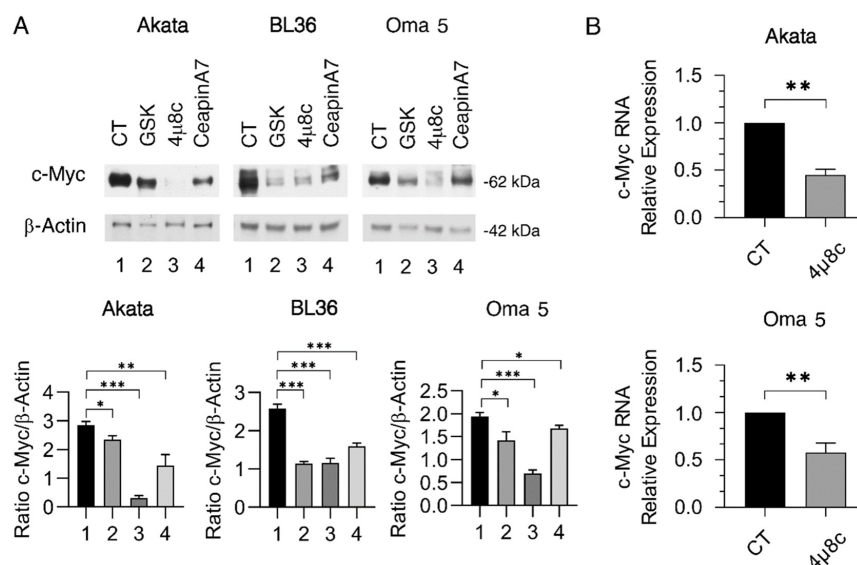 A
Akata
BL36
Oma 5
CT GSK 4μ8c CeapinA7
CT GSK 4μ8c CeapinA7
CT GSK 4μ8c CeapinA7
c-Myc
-62 kDa
β-Actin
-42 kDa
1 2 3 4
1 2 3 4
1 2 3 4
Akata
Ratio c-Myc/β-Actin
4
3
2
1
0
**
***
*
1 2 3 4
BL36
Ratio c-Myc/β-Actin
3
2
1
0
***
***
***
1 2 3 4
Oma 5
Ratio c-Myc/β-Actin
2.5
2.0
1.5
1.0
0.5
0.0
*
***
*
1 2 3 4
B
Akata
c-Myc RNA
Relative Expression
1.5
1.0
0.5
0.0
**
CT
4μ8c
Oma 5
c-Myc RNA
Relative Expression
1.5
1.0
0.5
0.0
**
CT
4μ8c